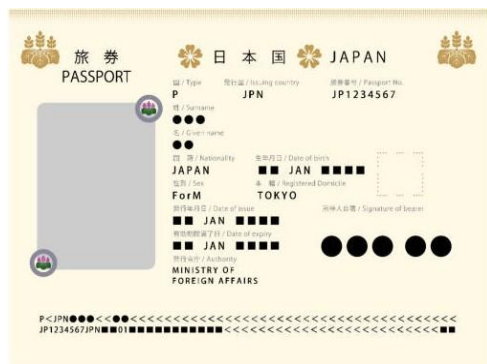 旅券 日本国 JAPAN
PASSPORT
型 / Type 発行国 / Issuing country 旅券番号 / Passport No.
P JPN JP1234567
姓 / Surname
●●●
名 / Given name
●●
国 籍 / Nationality 生年月日 / Date of birth
JAPAN ■■ JAN ■■■■
性別 / Sex 本 籍 / Registered Domicile
ForM TOKYO
発行年月日 / Date of issue 所持人自署 / Signature of bearer
■■ JAN ■■■■
有効期間満了日 / Date of expiry
■■ JAN ■■■■ ●●●● ●●
発行官庁 / Authority
MINISTRY OF
FOREIGN AFFAIRS